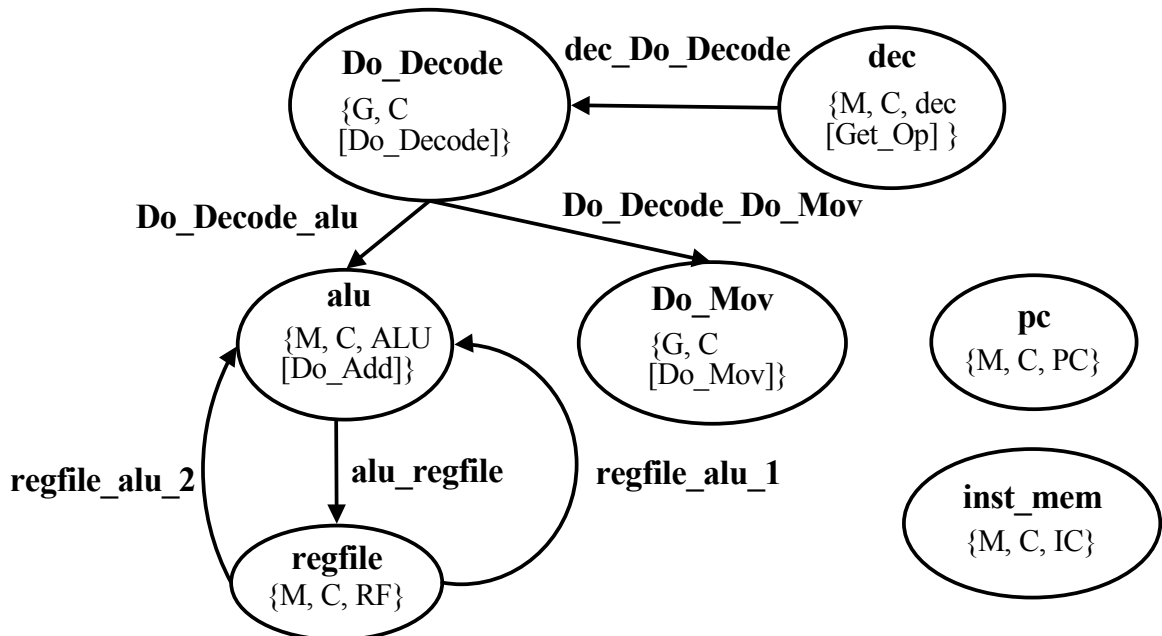 Do_Decode
{G, C
[Do_Decode]}
dec_Do_Decode
dec
{M, C, dec
[Get_Op] }
Do_Decode_alu
Do_Decode_Do_Mov
alu
{M, C, ALU
[Do_Add]}
Do_Mov
{G, C
[Do_Mov]}
pc
{M, C, PC}
regfile_alu_2
alu_regfile
regfile_alu_1
inst_mem
{M, C, IC}
regfile
{M, C, RF}